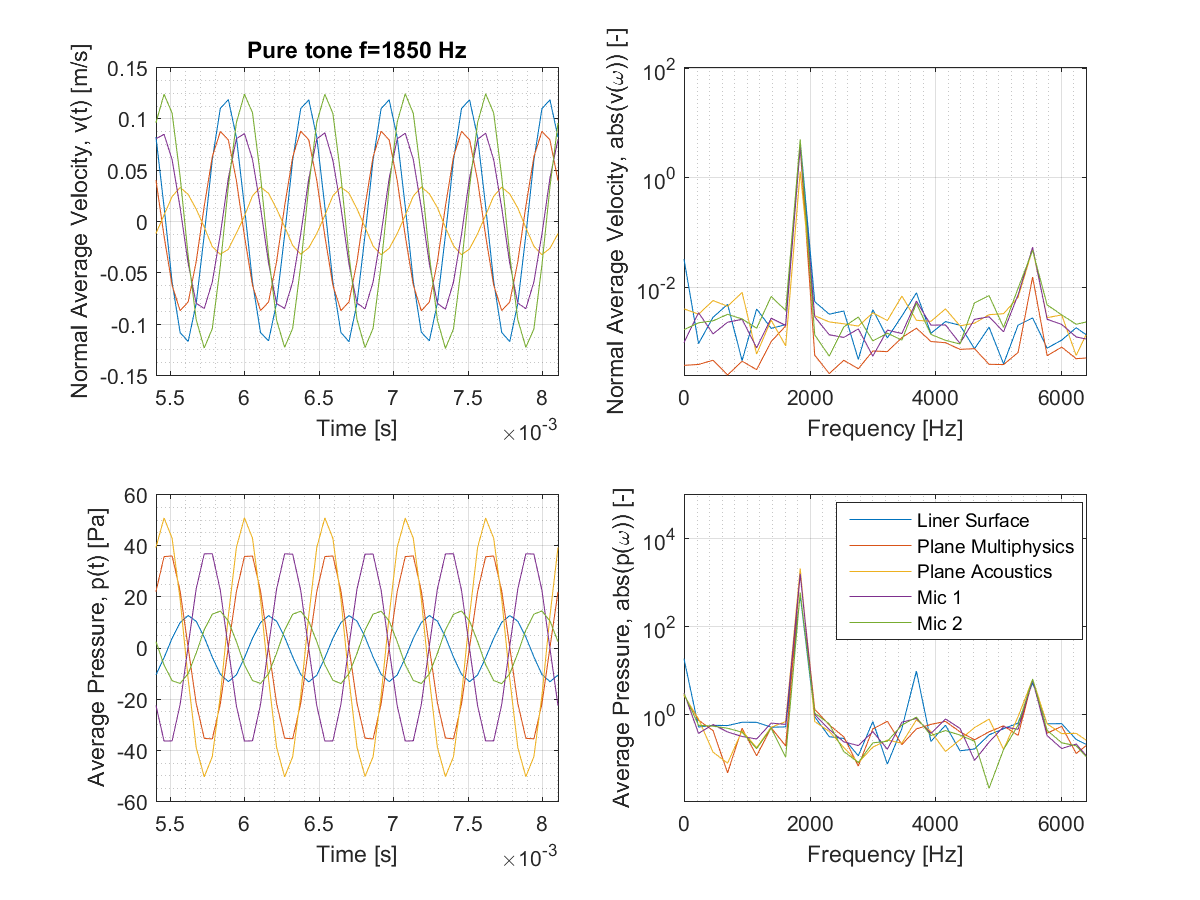 Pure tone f=1850 Hz
Normal Average Velocity, v(t) [m/s]
0.15
0.1
0.05
0
-0.05
-0.1
-0.15
5.5 6 6.5 7 7.5 8
Time [s]
×10-3
Normal Average Velocity, abs(v(ω)) [-]
102
100
10-2
0 2000 4000 6000
Frequency [Hz]
Average Pressure, p(t) [Pa]
60
40
20
0
-20
-40
-60
5.5 6 6.5 7 7.5 8
Time [s]
×10-3
Average Pressure, abs(p(ω)) [-]
104
102
100
0 2000 4000 6000
Frequency [Hz]
Liner Surface
Plane Multiphysics
Plane Acoustics
Mic 1
Mic 2